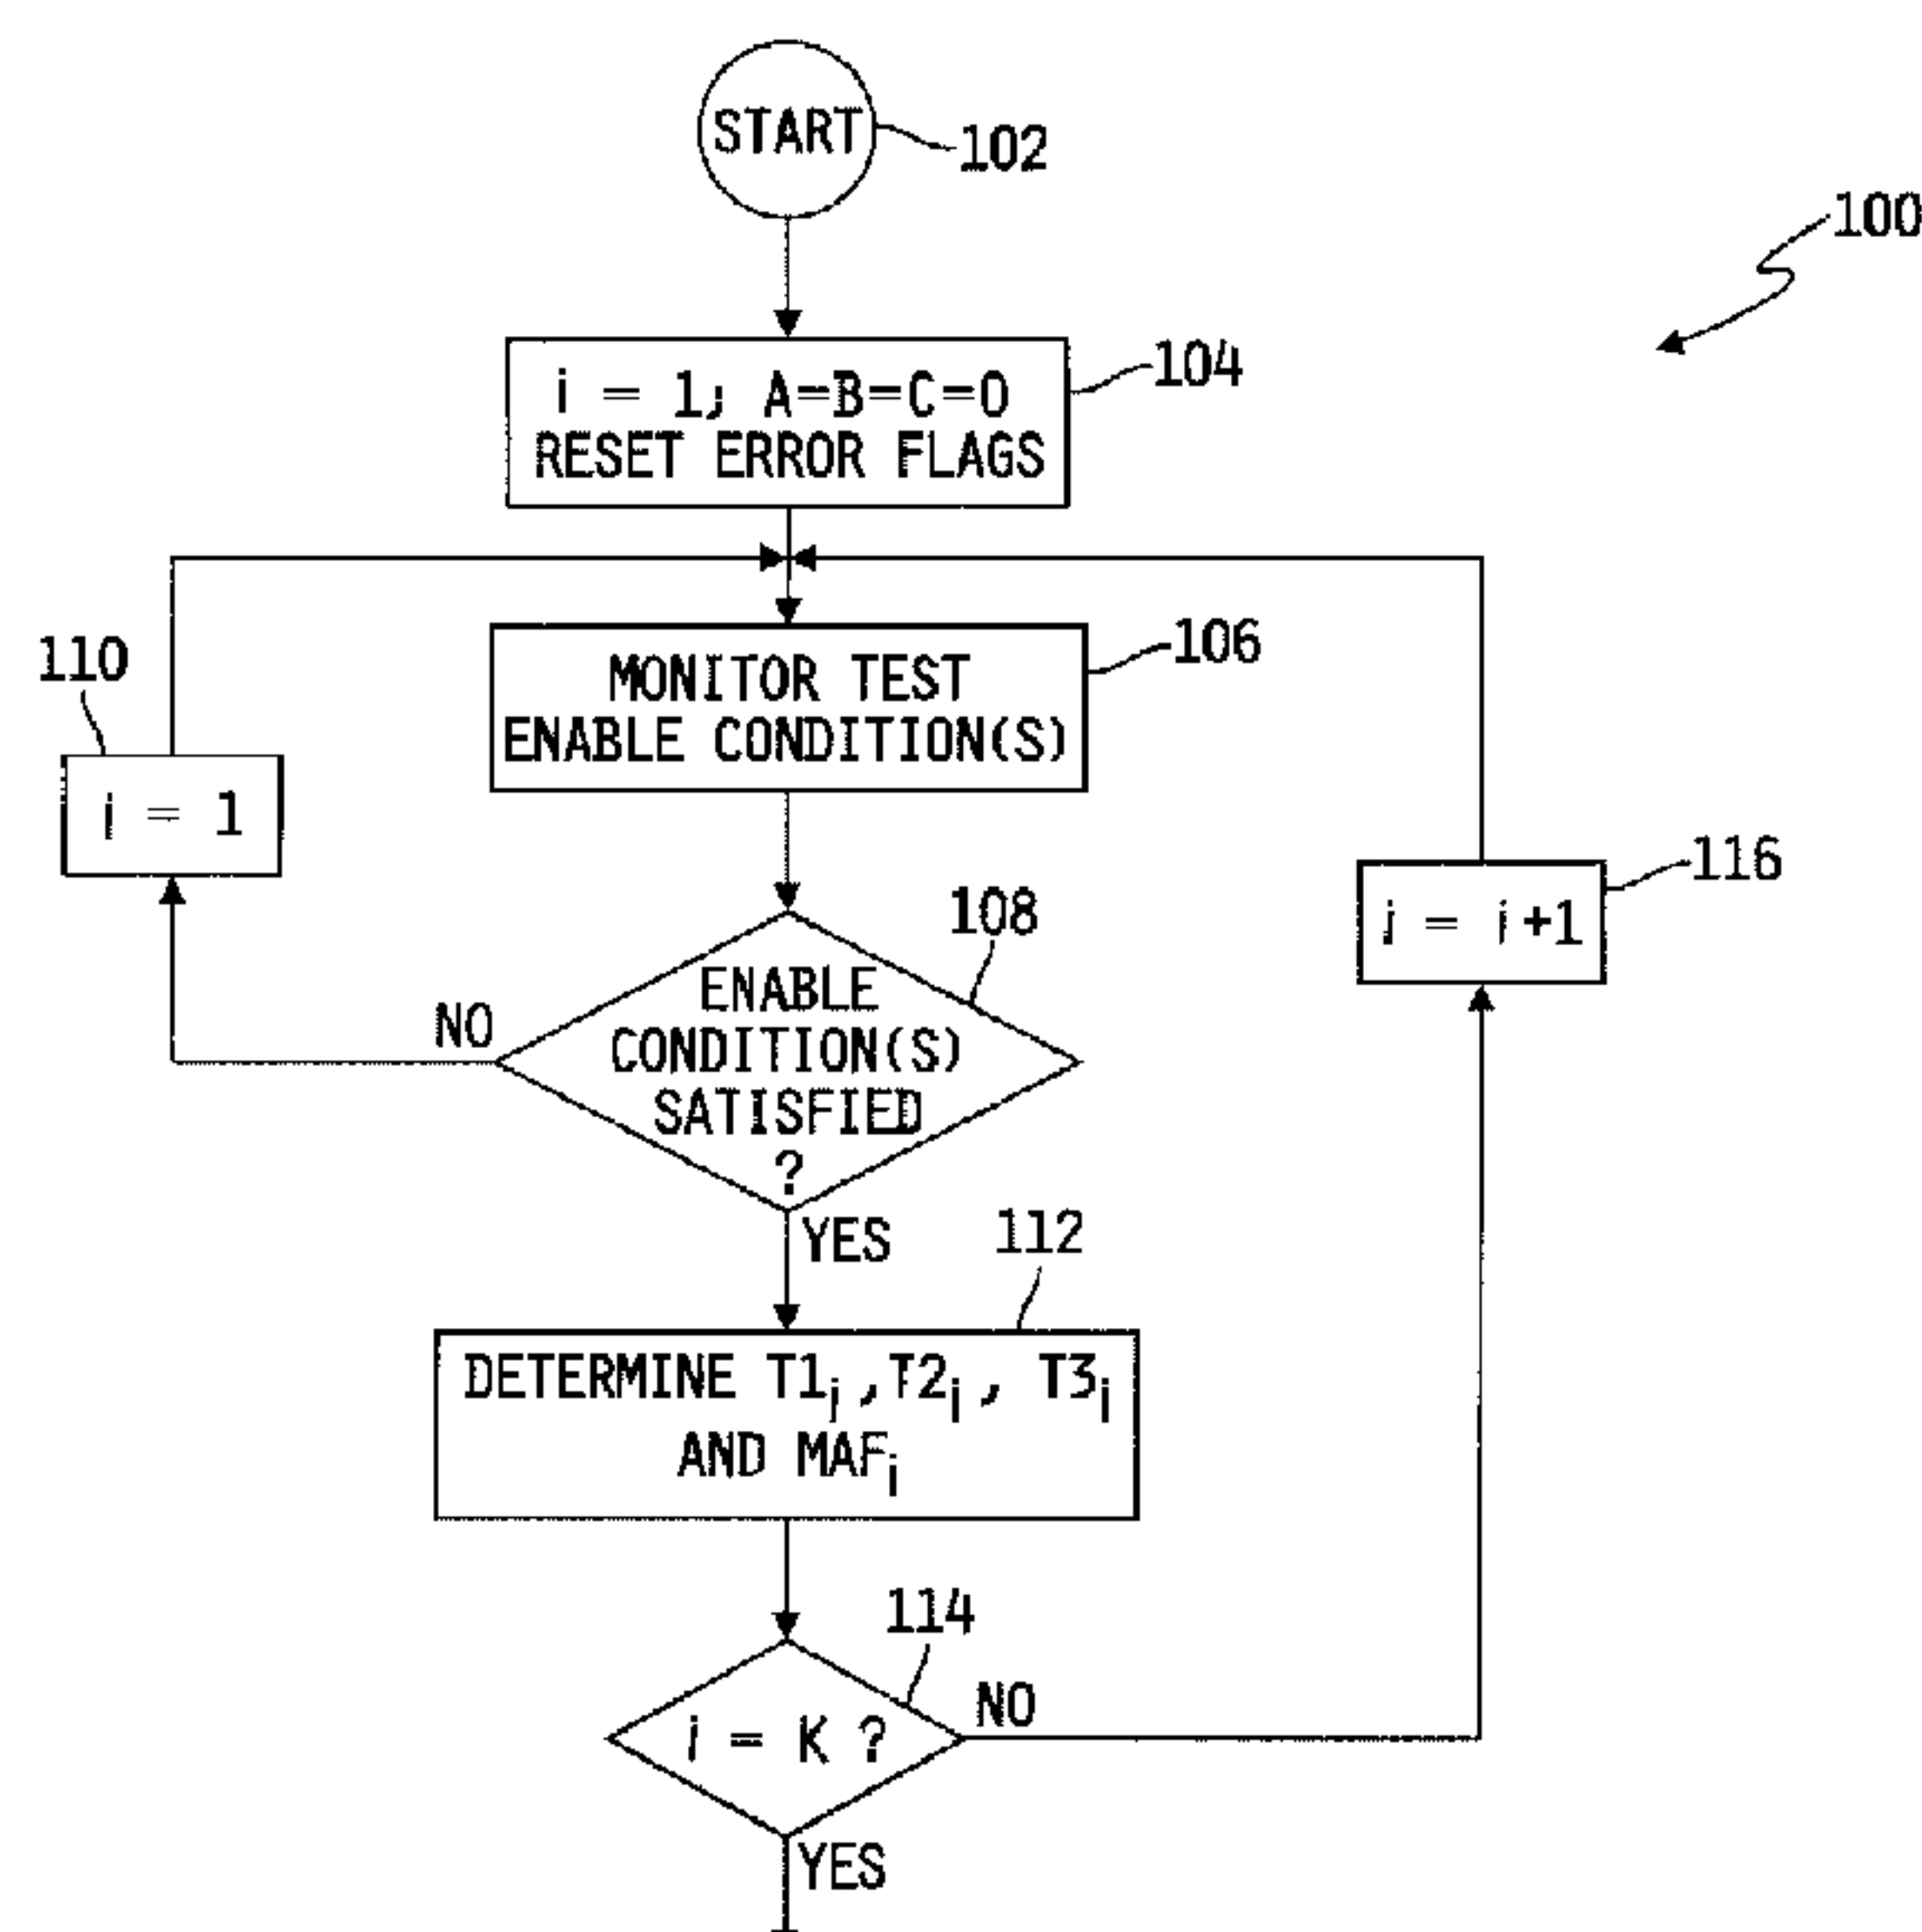 START
102
100
i = 1; A=B=C=0
RESET ERROR FLAGS
104
MONITOR TEST
ENABLE CONDITION(S)
106
110
i = 1
116
i = i+1
108
ENABLE
CONDITION(S)
SATISFIED
?
NO
YES
112
DETERMINE T1i, T2i, T3i
AND MAFi
114
i = K ?
NO
YES